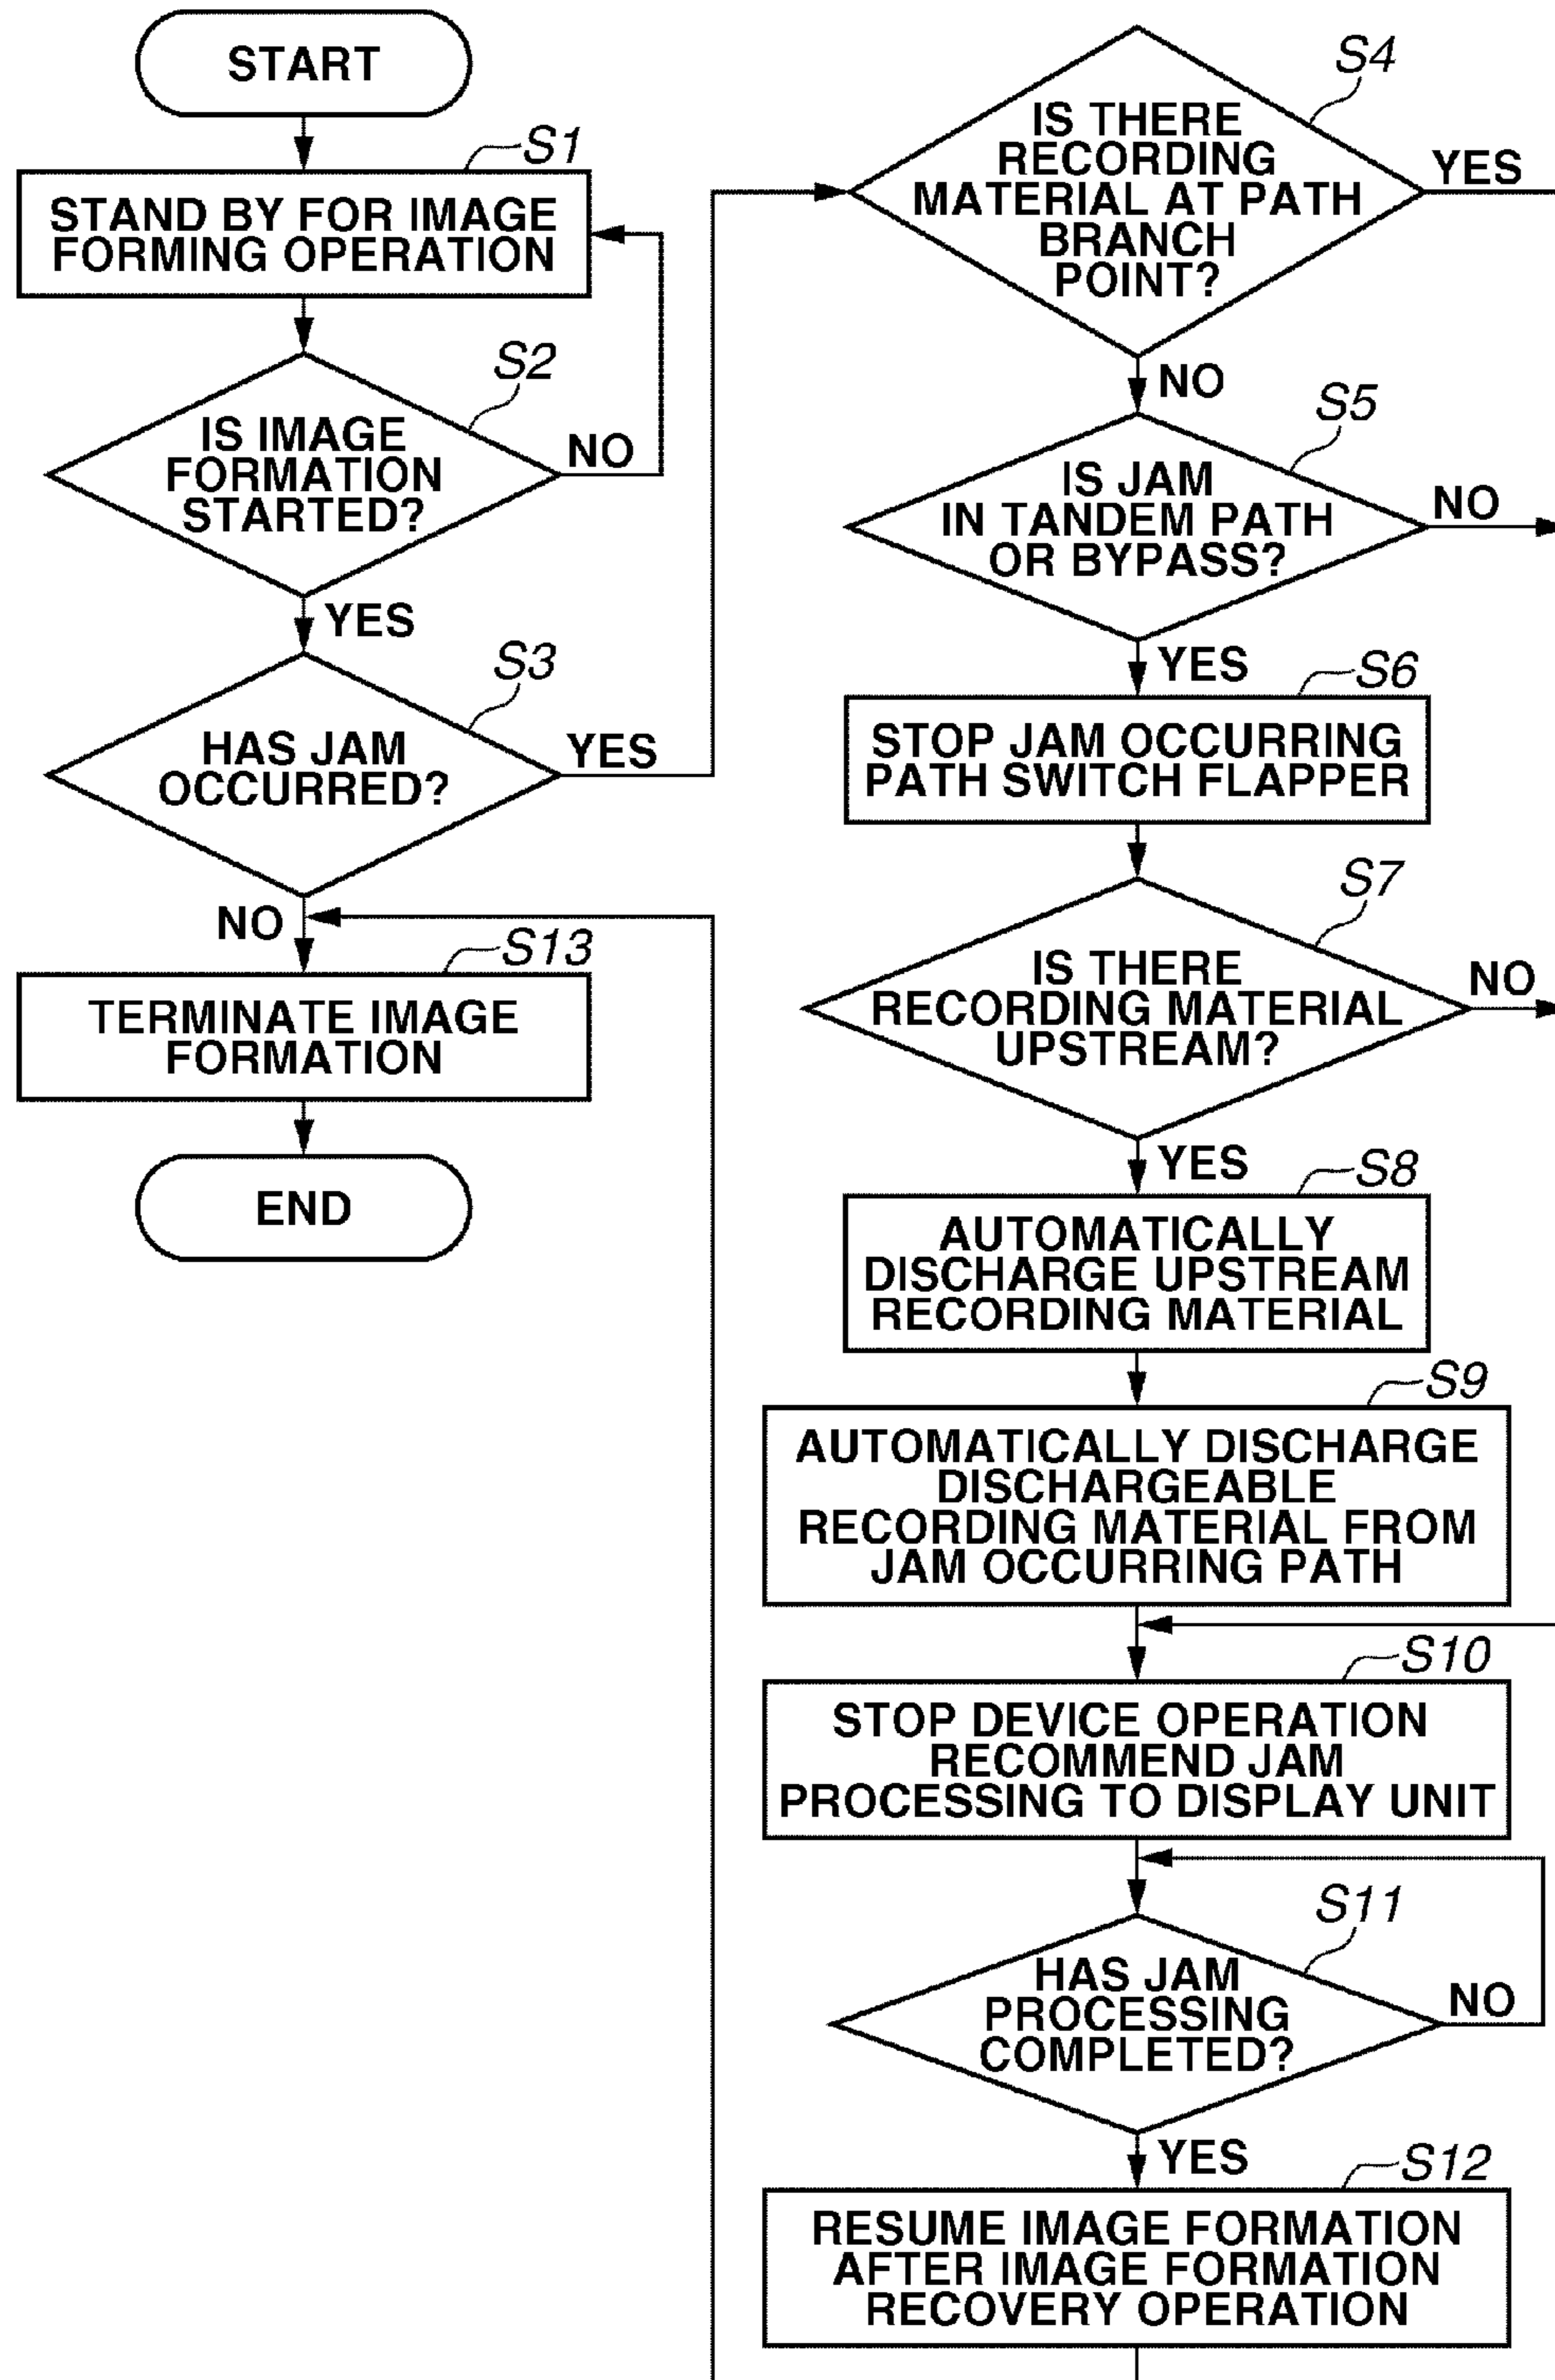 START
S1
STAND BY FOR IMAGE
FORMING OPERATION
S2
IS IMAGE
FORMATION
STARTED?
NO
YES
S3
HAS JAM
OCCURRED?
YES
NO
S13
TERMINATE IMAGE
FORMATION
END
S4
IS THERE
RECORDING
MATERIAL AT PATH
BRANCH
POINT?
YES
NO
S5
IS JAM
IN TANDEM PATH
OR BYPASS?
NO
YES
S6
STOP JAM OCCURRING
PATH SWITCH FLAPPER
S7
IS THERE
RECORDING MATERIAL
UPSTREAM?
NO
YES
S8
AUTOMATICALLY
DISCHARGE UPSTREAM
RECORDING MATERIAL
S9
AUTOMATICALLY DISCHARGE
DISCHARGEABLE
RECORDING MATERIAL FROM
JAM OCCURRING PATH
S10
STOP DEVICE OPERATION
RECOMMEND JAM
PROCESSING TO DISPLAY UNIT
S11
HAS JAM
PROCESSING
COMPLETED?
NO
YES
S12
RESUME IMAGE FORMATION
AFTER IMAGE FORMATION
RECOVERY OPERATION